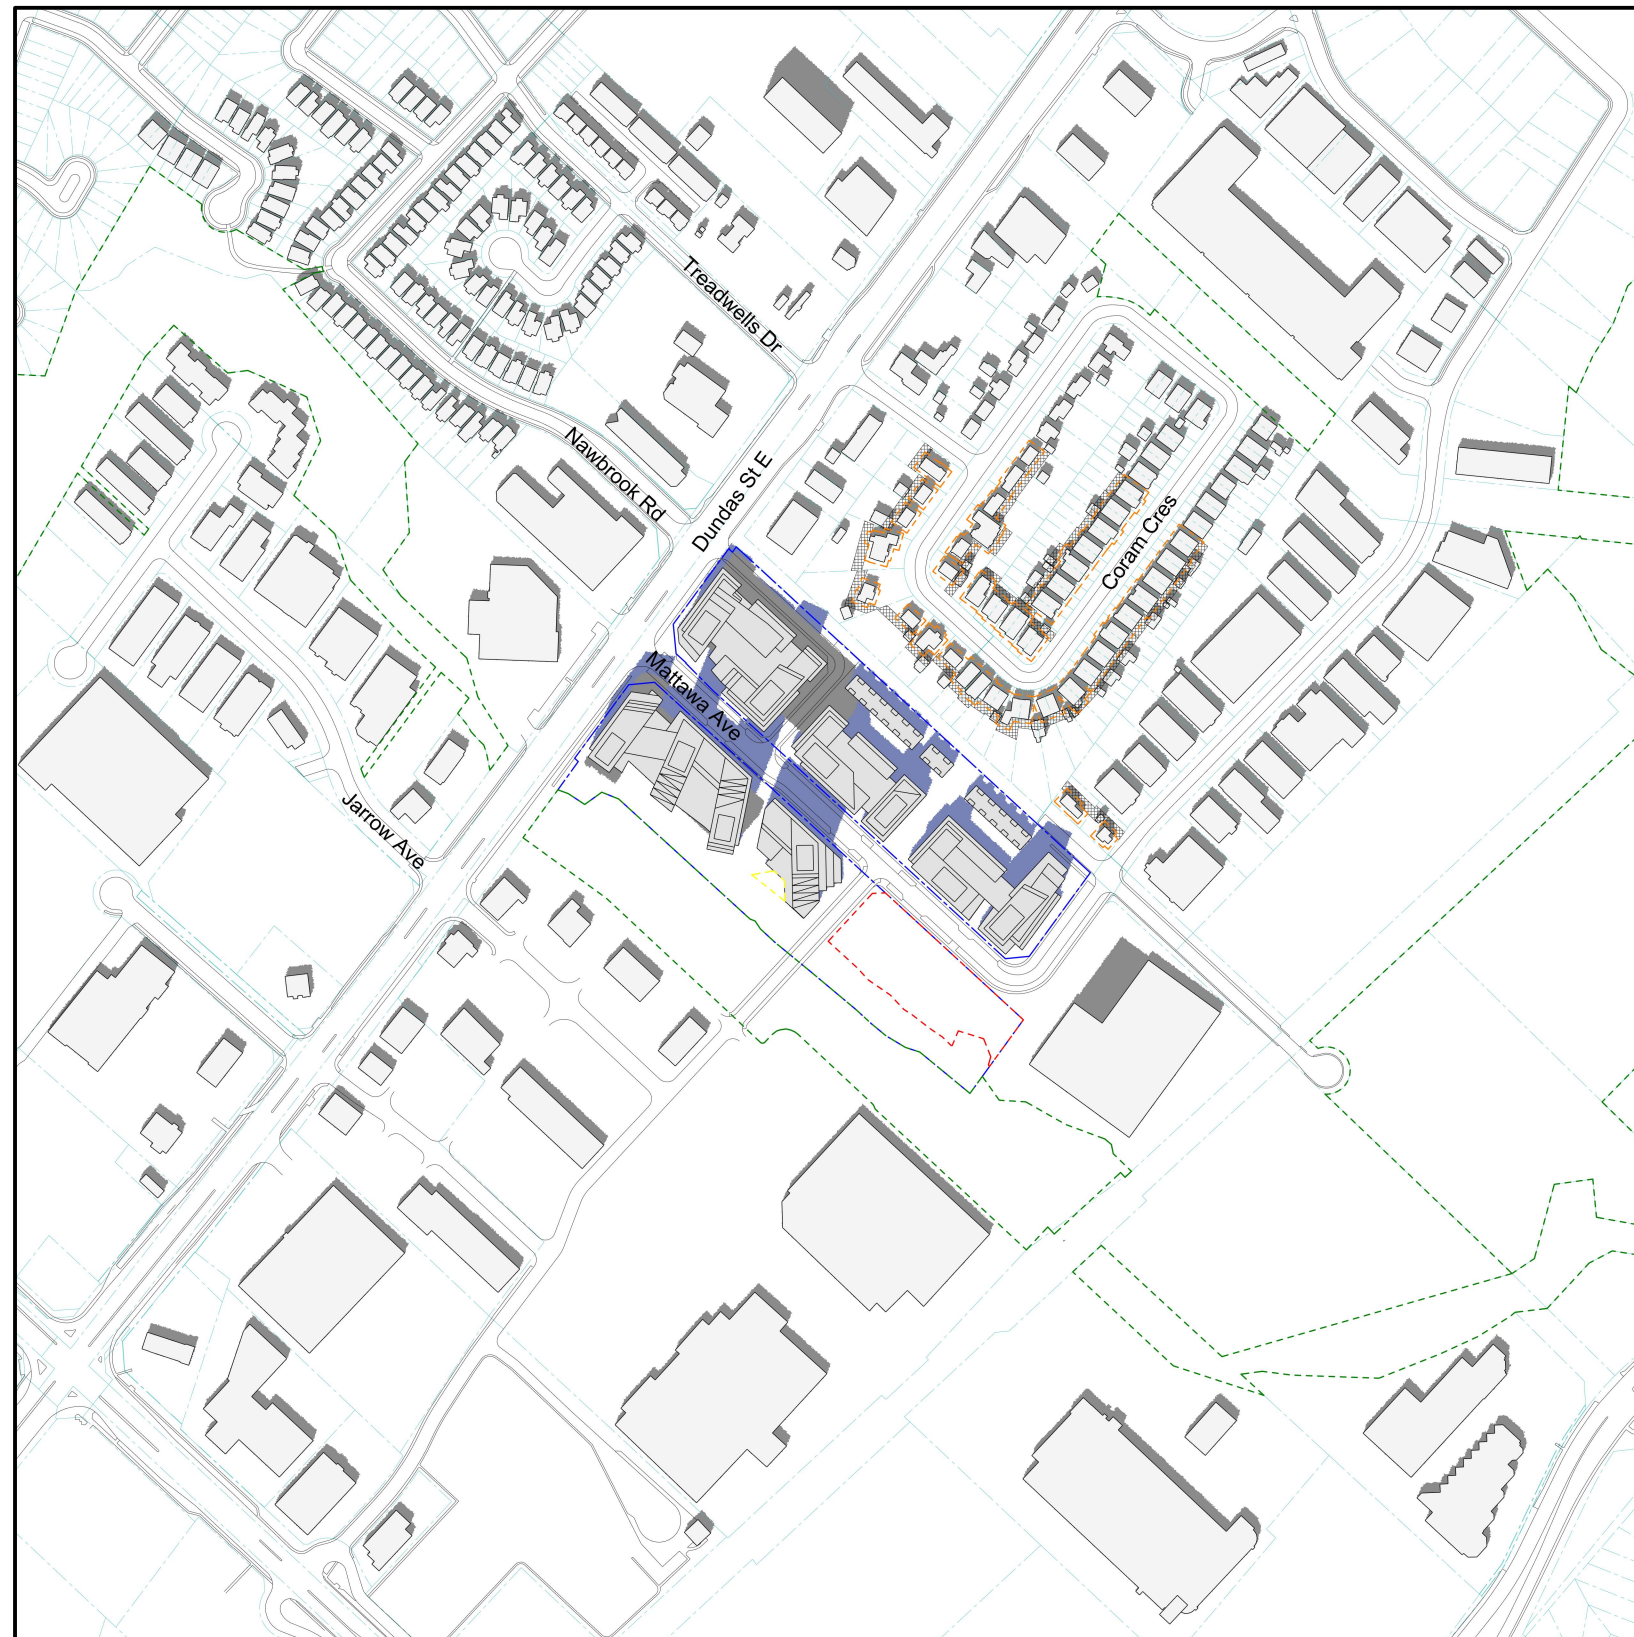 Treadwells Dr
Nawbrook Rd
Dundas St E
Coram Cres
Mattawa Ave
Jarrow Ave